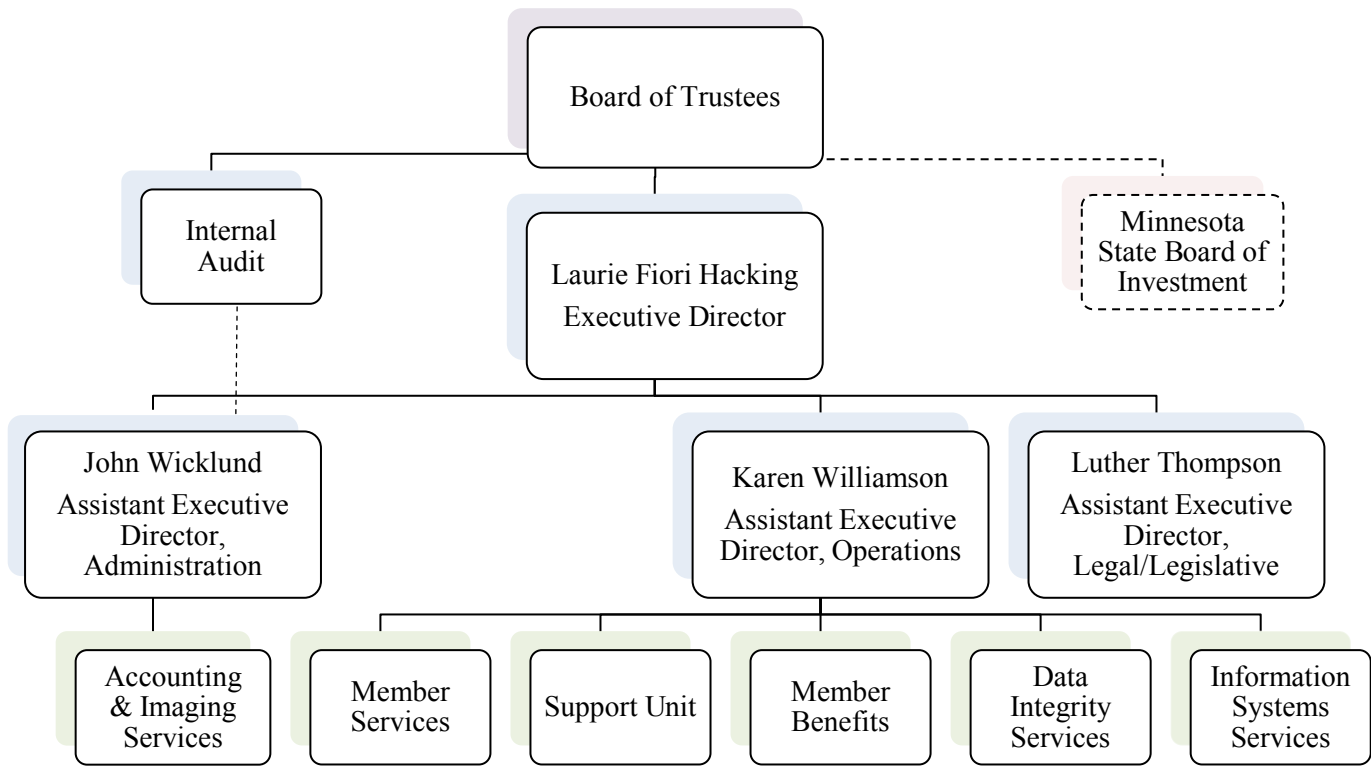 Board of Trustees
Internal
Audit
Laurie Fiori Hacking
Executive Director
Minnesota
State Board of
Investment
John Wicklund
Assistant Executive
Director,
Administration
Karen Williamson
Assistant Executive
Director, Operations
Luther Thompson
Assistant Executive
Director,
Legal/Legislative
Accounting
& Imaging
Services
Member
Services
Support Unit
Member
Benefits
Data
Integrity
Services
Information
Systems
Services